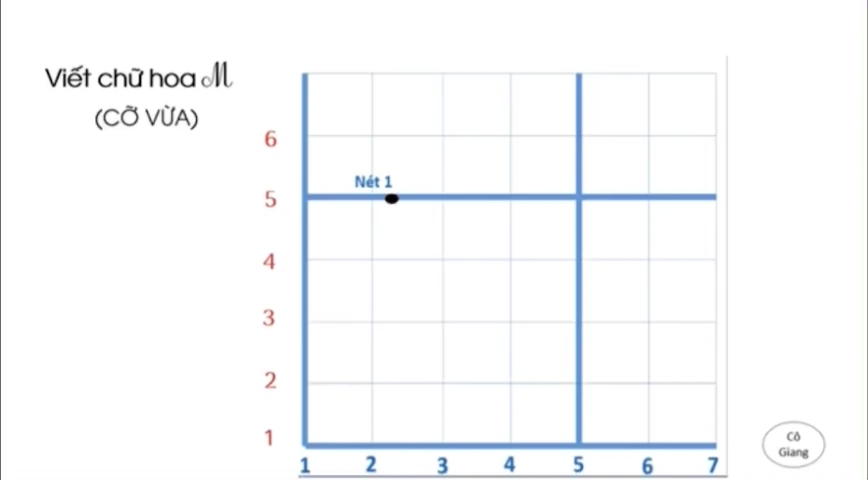 Viết chữ hoa M
(CỠ VỪA)
6
Nét 1
5
4
3
2
1
1 2 3 4 5 6 7
Cô
Giang